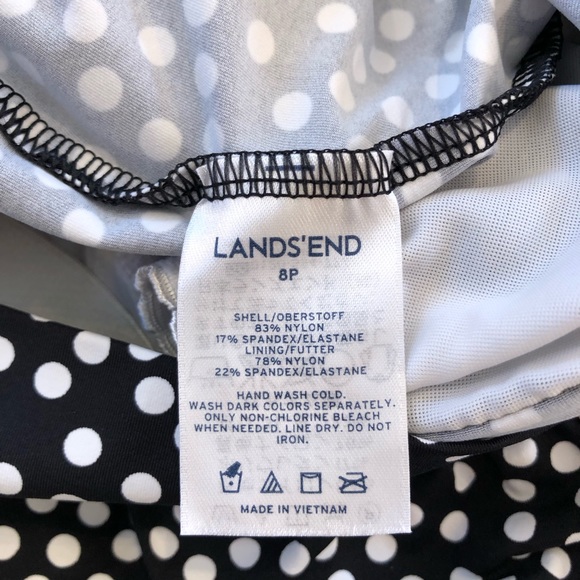 LANDS'END
8P
SHELL/OBERSTOFF
83% NYLON
17% SPANDEX/ELASTANE
LINING/FUTTER
78% NYLON
22% SPANDEX/ELASTANE
HAND WASH COLD.
WASH DARK COLORS SEPARATELY.
ONLY NON-CHLORINE BLEACH
WHEN NEEDED. LINE DRY. DO NOT
IRON.
MADE IN VIETNAM